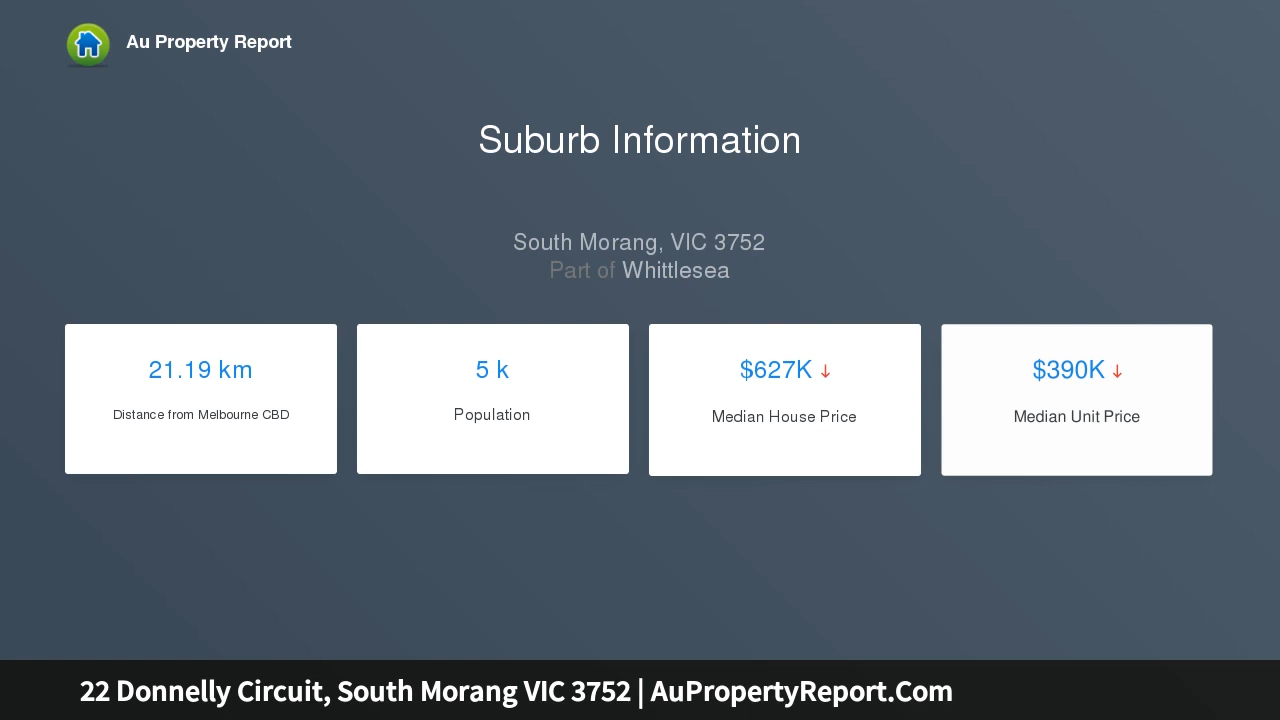 Au Property Report
Suburb Information
South Morang, VIC 3752
Part of Whittlesea
21.19 km
Distance from Melbourne CBD
5 k
Population
$627K ↓
Median House Price
$390K ↓
Median Unit Price
22 Donnelly Circuit, South Morang VIC 3752 | AuPropertyReport.Com